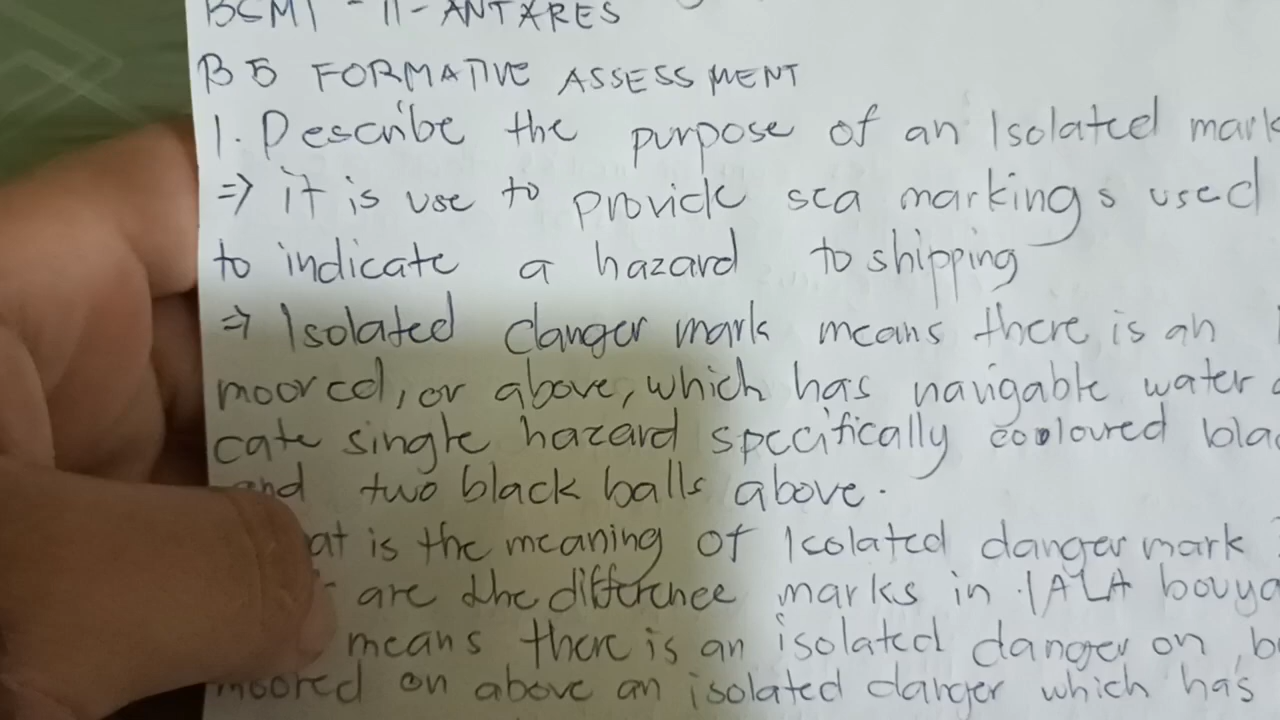 BSMT - 11 - ANTARES
B5 FORMATIVE ASSESSMENT
1. Describe the purpose of an Isolated mark
⇒ it is use to provide sea markings used
to indicate a hazard to shipping
⇒ Isolated danger mark means there is an
moored, or above, which has navigable water
cate single hazard specifically cooloured
and two black balls above.
at is the meaning of Icolated danger mark
are the difference marks in IALA
means there is an isolated danger on
moored on above an isolated danger which has